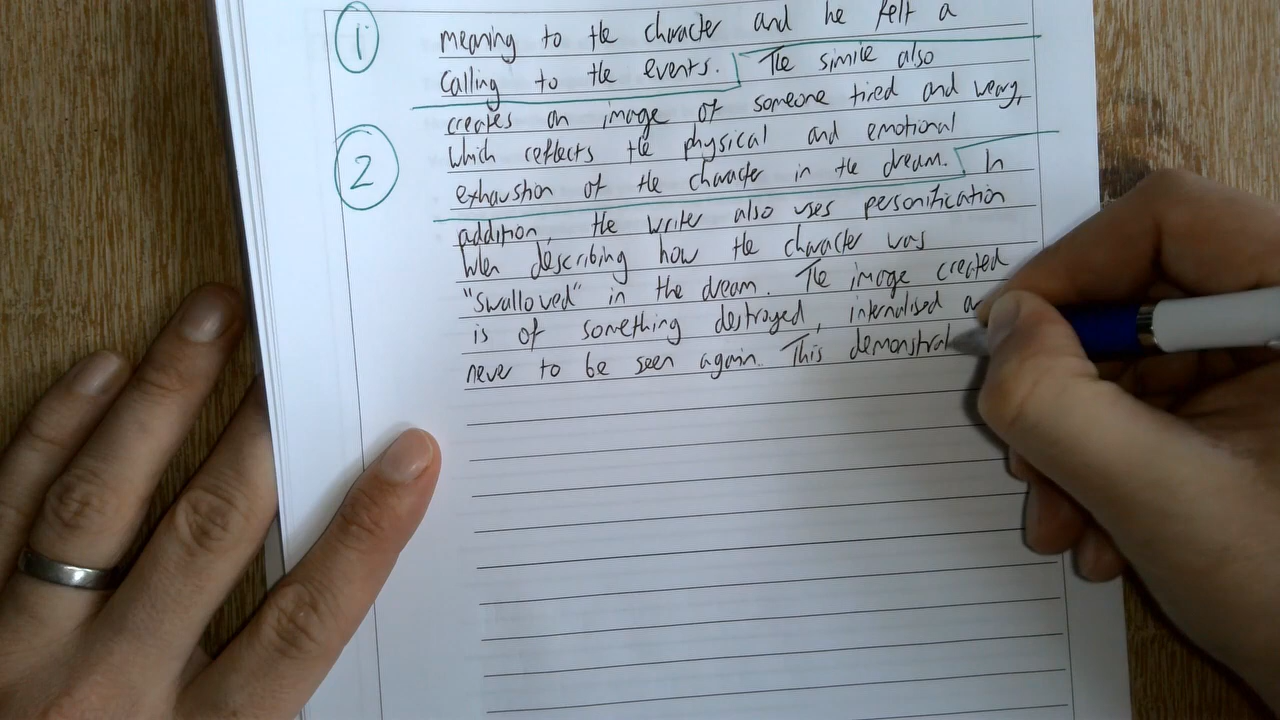 1
meaning to the character and he felt a
calling to the events. The simile also
creates an image of someone tired and weary,
2
which reflects the physical and emotional
exhaustion of the character in the dream. In
addition, the writer also uses personification
when describing how the character was
"swallowed" in the dream. The image created
is of something destroyed, internalised a
never to be seen again. This demonstrat